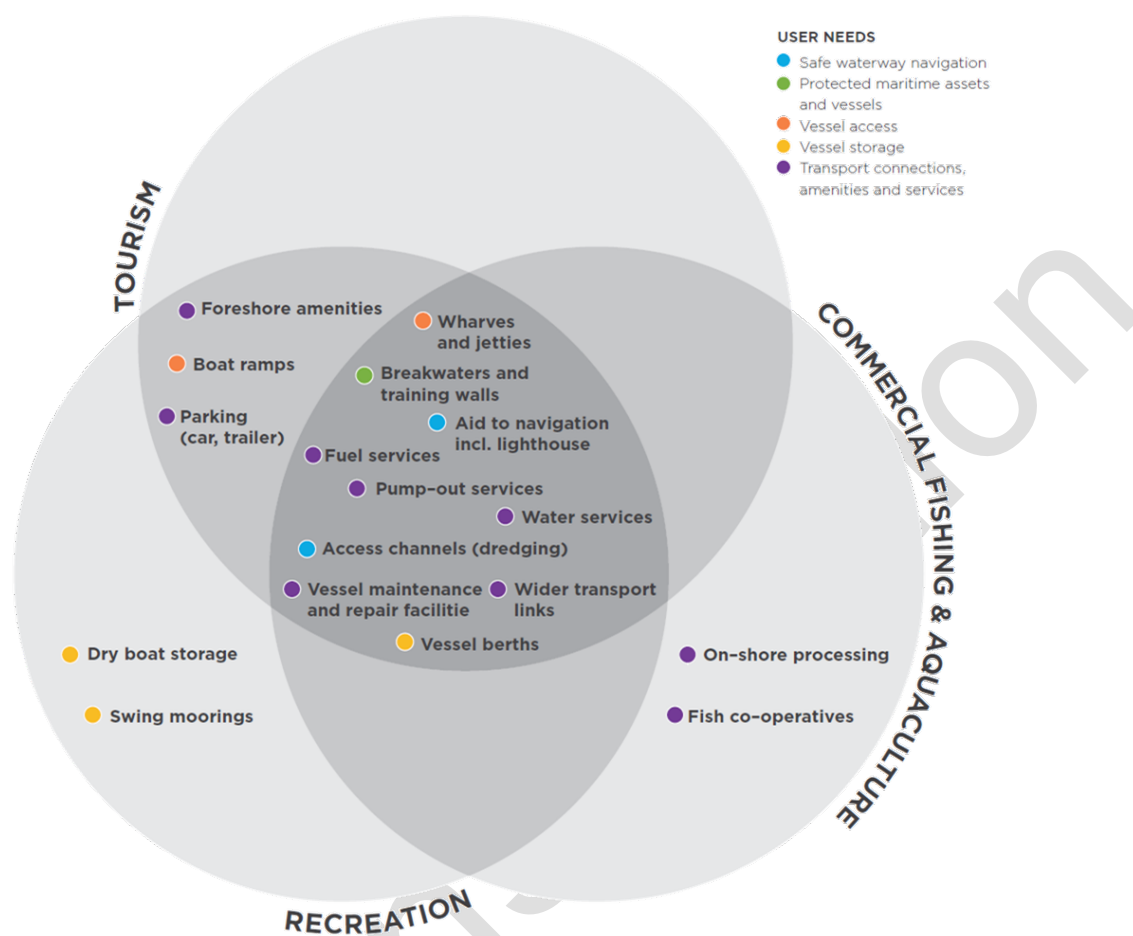 USER NEEDS
Safe waterway navigation
Protected maritime assets
and vessels
Vessel access
Vessel storage
Transport connections,
amenities and services
TOURISM
COMMERCIAL FISHING & AQUACULTURE
RECREATION
Foreshore amenities
Boat ramps
Parking
(car, trailer)
Wharves
and jetties
Breakwaters and
training walls
Aid to navigation
incl. lighthouse
Fuel services
Pump-out services
Water services
Access channels (dredging)
Vessel maintenance
and repair facilitie
Wider transport
links
Vessel berths
Dry boat storage
Swing moorings
On-shore processing
Fish co-operatives